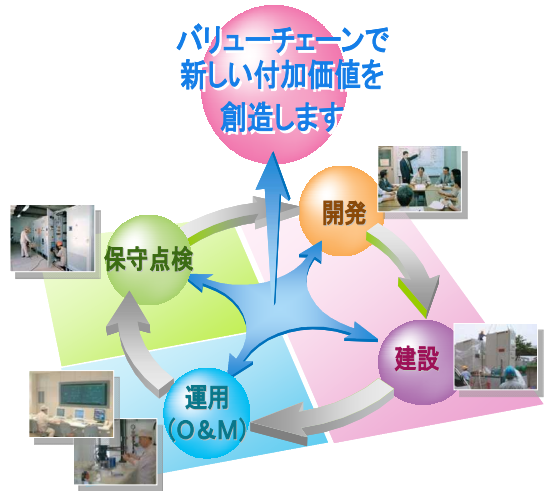 バリューチェーンで
新しい付加価値を
創造します
開発
保守点検
建設
運用
(O&M)